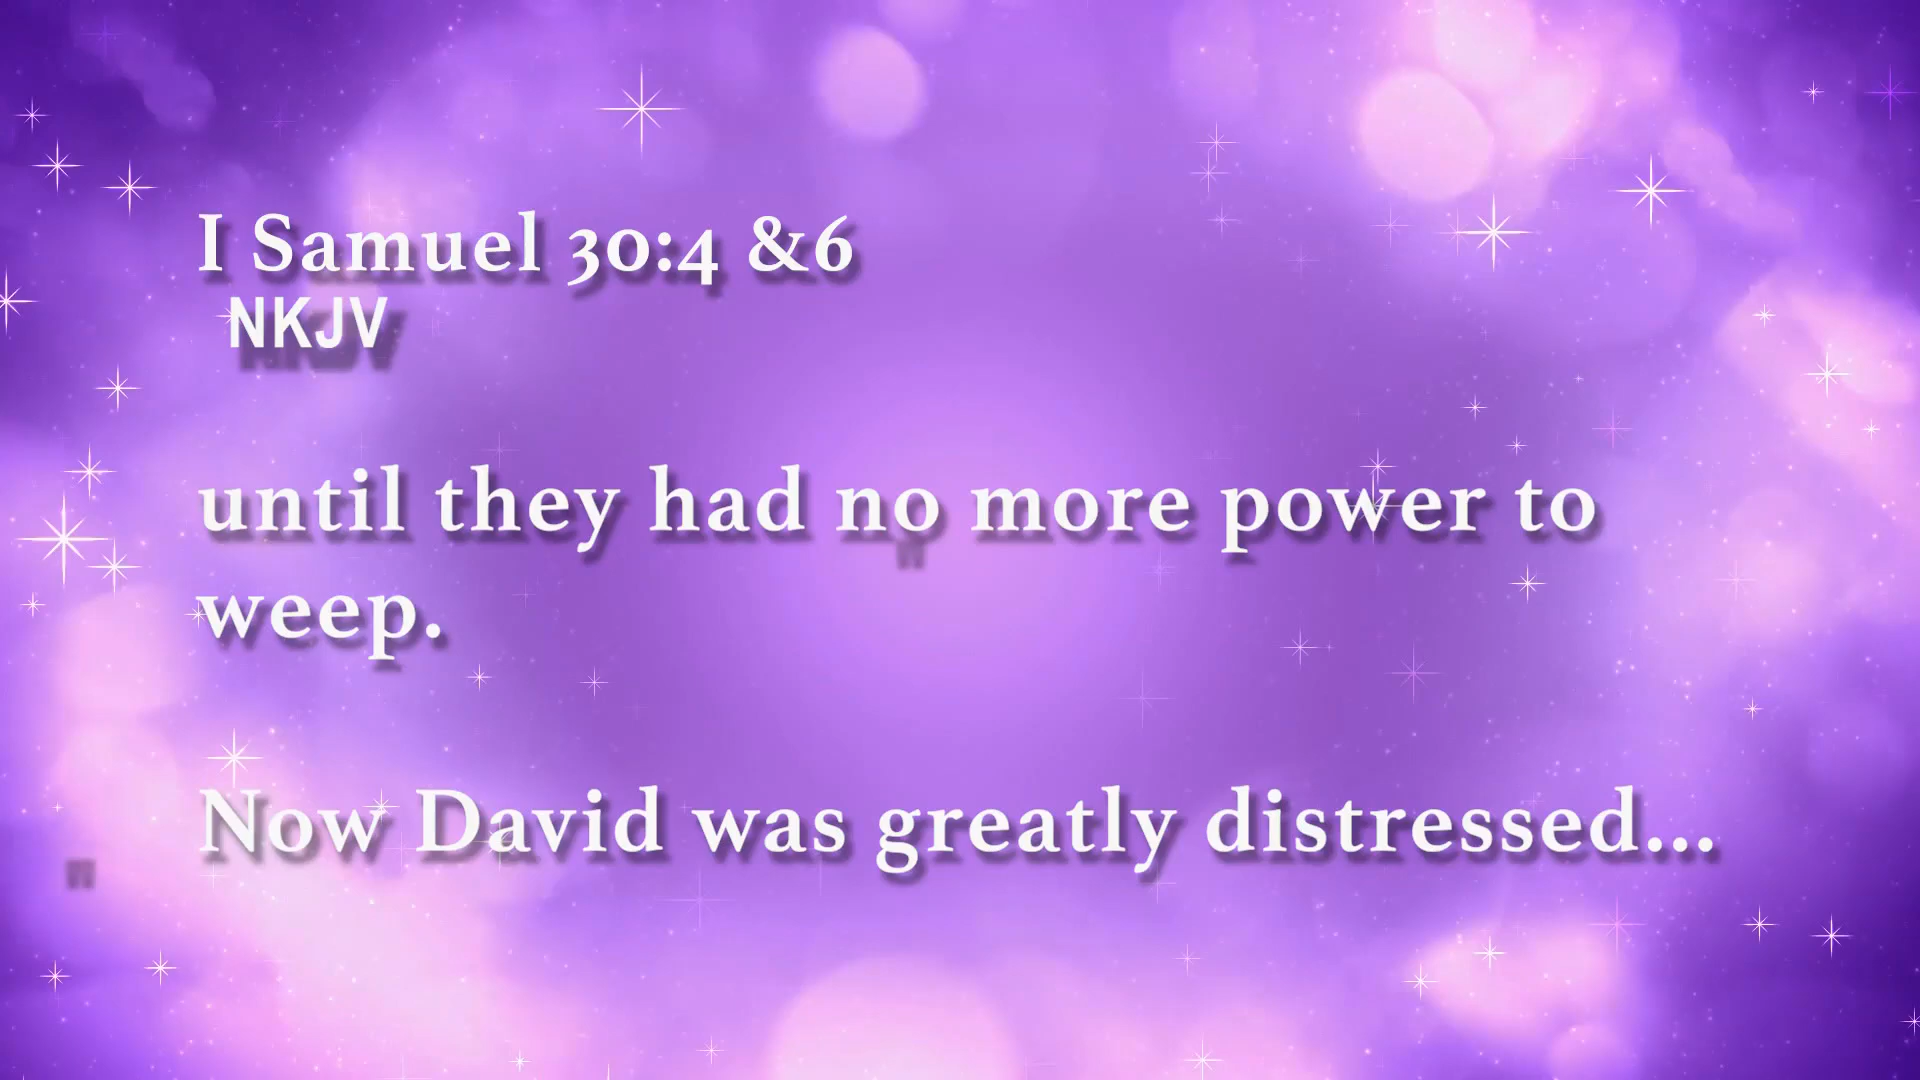 I Samuel 30:4 &6
NKJV
until they had no more power to
weep.
Now David was greatly distressed...